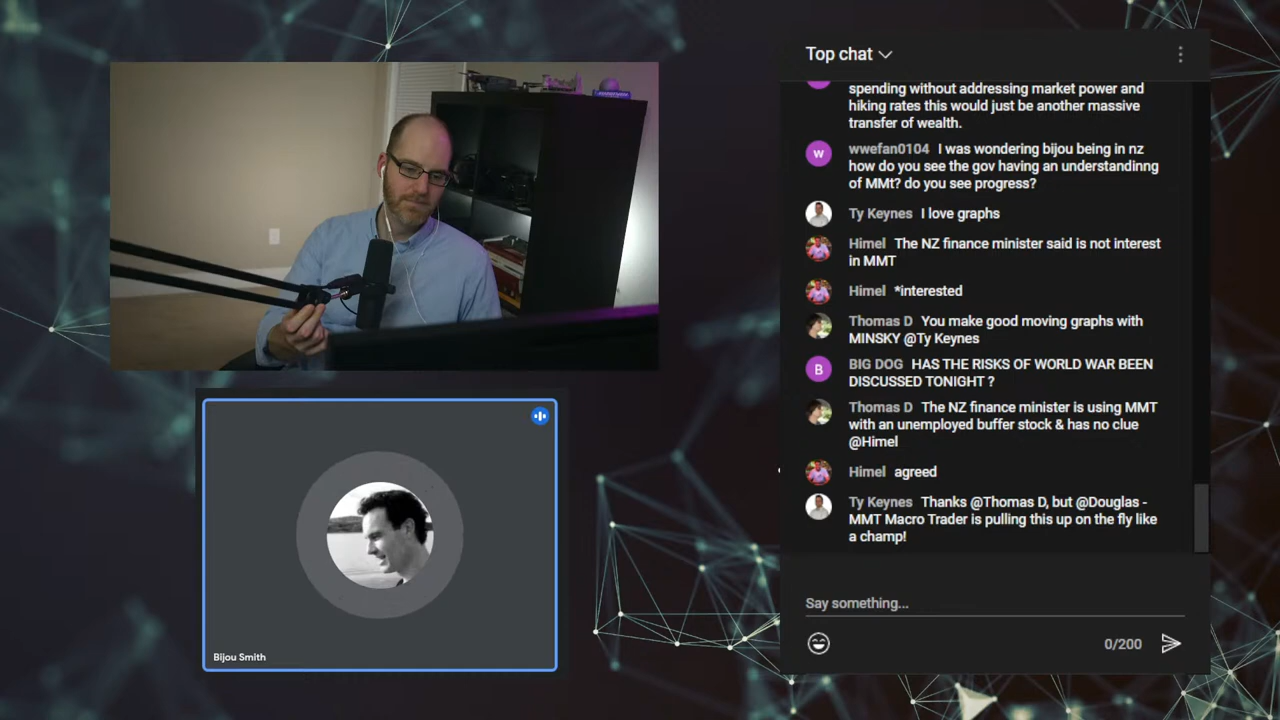 Top chat
spending without addressing market power and
hiking rates this would just be another massive
transfer of wealth.
w
wwefan0104 I was wondering bijou being in nz
how do you see the gov having an understandinng
of MMt? do you see progress?
Ty Keynes I love graphs
Himel The NZ finance minister said is not interest
in MMT
Himel *interested
Thomas D You make good moving graphs with
MINSKY @Ty Keynes
B
BIG DOG HAS THE RISKS OF WORLD WAR BEEN
DISCUSSED TONIGHT ?
Thomas D The NZ finance minister is using MMT
with an unemployed buffer stock & has no clue
@Himel
Himel agreed
Ty Keynes Thanks @Thomas D, but @Douglas -
MMT Macro Trader is pulling this up on the fly like
a champ!
Say something...
0/200
Bijou Smith